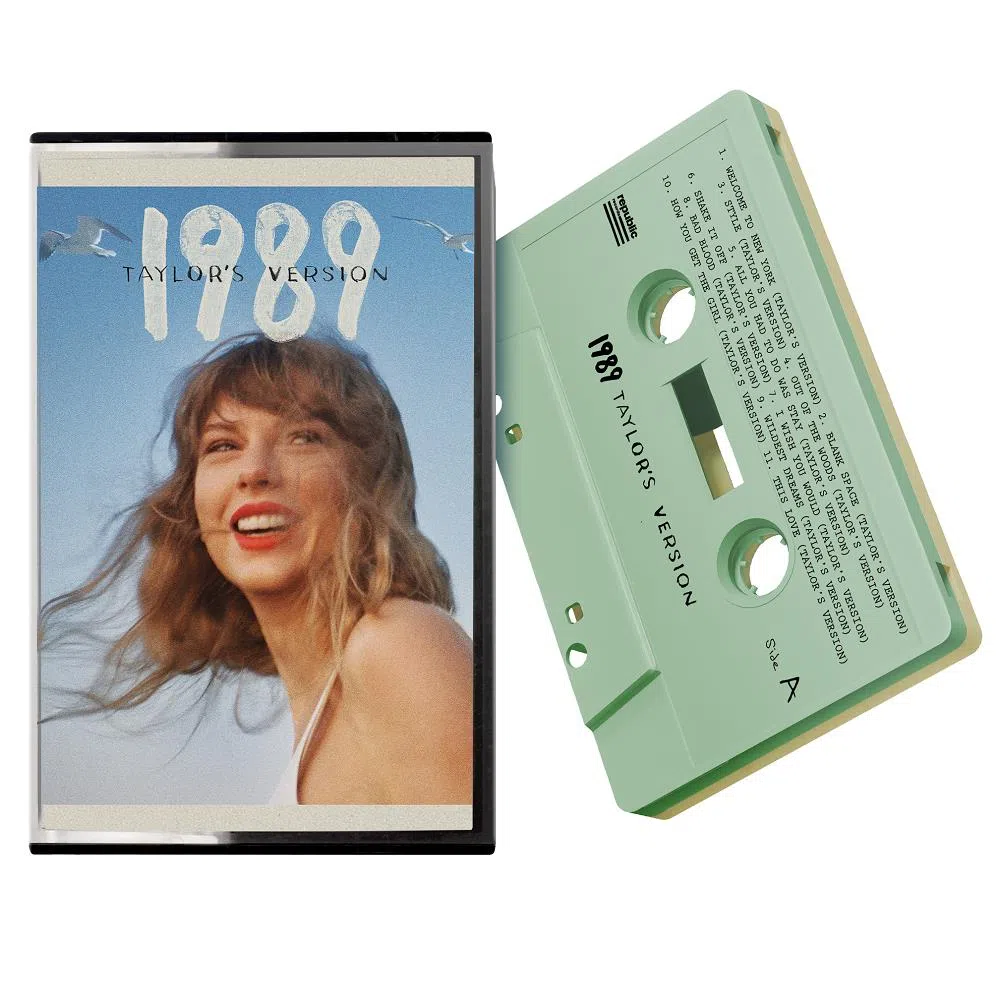 1989
TAYLOR'S VERSION
republic
1. WELCOME TO NEW YORK (TAYLOR'S VERSION) 2. BLANK SPACE (TAYLOR'S VERSION)
3. STYLE (TAYLOR'S VERSION) 4. OUT OF THE WOODS (TAYLOR'S VERSION)
5. ALL YOU HAD TO DO WAS STAY (TAYLOR'S VERSION)
6. SHAKE IT OFF (TAYLOR'S VERSION) 7. I WISH YOU WOULD (TAYLOR'S VERSION)
8. BAD BLOOD (TAYLOR'S VERSION) 9. WILDEST DREAMS (TAYLOR'S VERSION)
10. HOW YOU GET THE GIRL (TAYLOR'S VERSION) 11. THIS LOVE (TAYLOR'S VERSION)
1989 TAYLOR'S VERSION
Side A